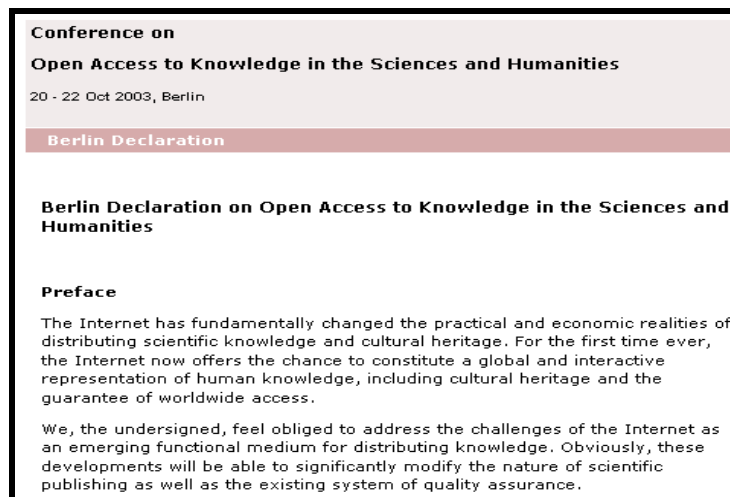 Conference on
Open Access to Knowledge in the Sciences and Humanities
20 - 22 Oct 2003, Berlin
Berlin Declaration
Berlin Declaration on Open Access to Knowledge in the Sciences and
Humanities
Preface
The Internet has fundamentally changed the practical and economic realities of
distributing scientific knowledge and cultural heritage. For the first time ever,
the Internet now offers the chance to constitute a global and interactive
representation of human knowledge, including cultural heritage and the
guarantee of worldwide access.
We, the undersigned, feel obliged to address the challenges of the Internet as
an emerging functional medium for distributing knowledge. Obviously, these
developments will be able to significantly modify the nature of scientific
publishing as well as the existing system of quality assurance.